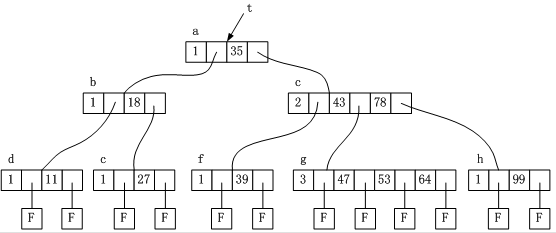 t
a
1 35
b c
1 18 2 43 78
d c f g h
1 11 1 27 1 39 3 47 53 64 1 99
F F F F F F F F F F F F